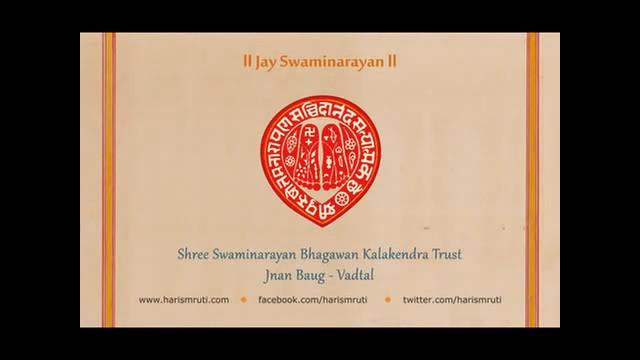 ll Jay Swaminarayan ll
Shree Swaminarayan Bhagawan Kalakendra Trust
Jnan Baug - Vadtal
www.harismruti.com facebook.com/harismruti twitter.com/harismruti